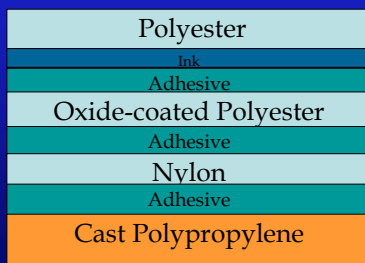 Polyester
Ink
Adhesive
Oxide-coated Polyester
Adhesive
Nylon
Adhesive
Cast Polypropylene